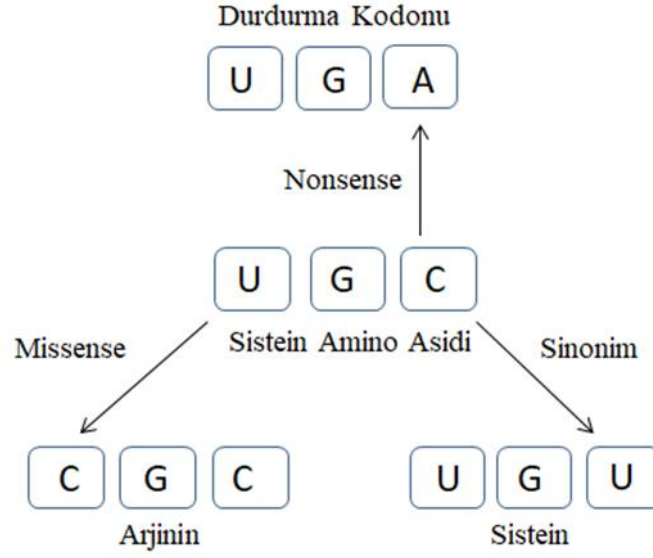 Durdurma Kodonu
U G A
Nonsense
U G C
Missense
Sistein Amino Asidi
Sinonim
C G C
U G U
Arjinin
Sistein